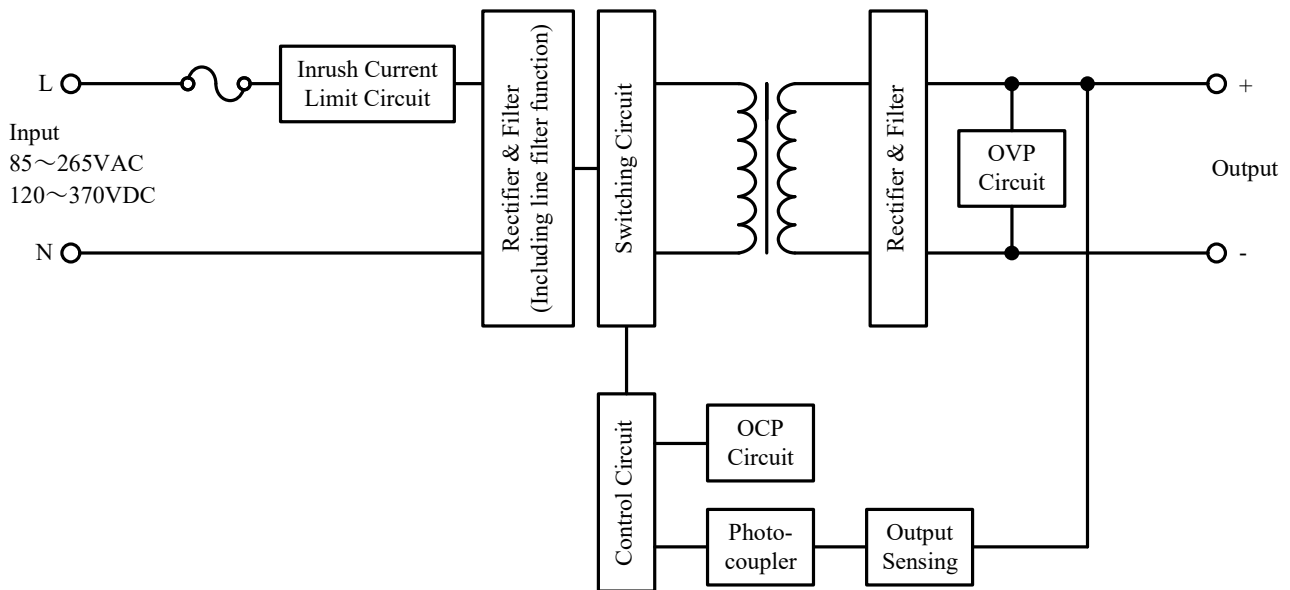 L
Input
85～265VAC
120～370VDC
N
Inrush Current
Limit Circuit
Rectifier & Filter
(Including line filter function)
Switching Circuit
Rectifier & Filter
OVP
Circuit
+
Output
-
Control Circuit
OCP
Circuit
Photo-
coupler
Output
Sensing